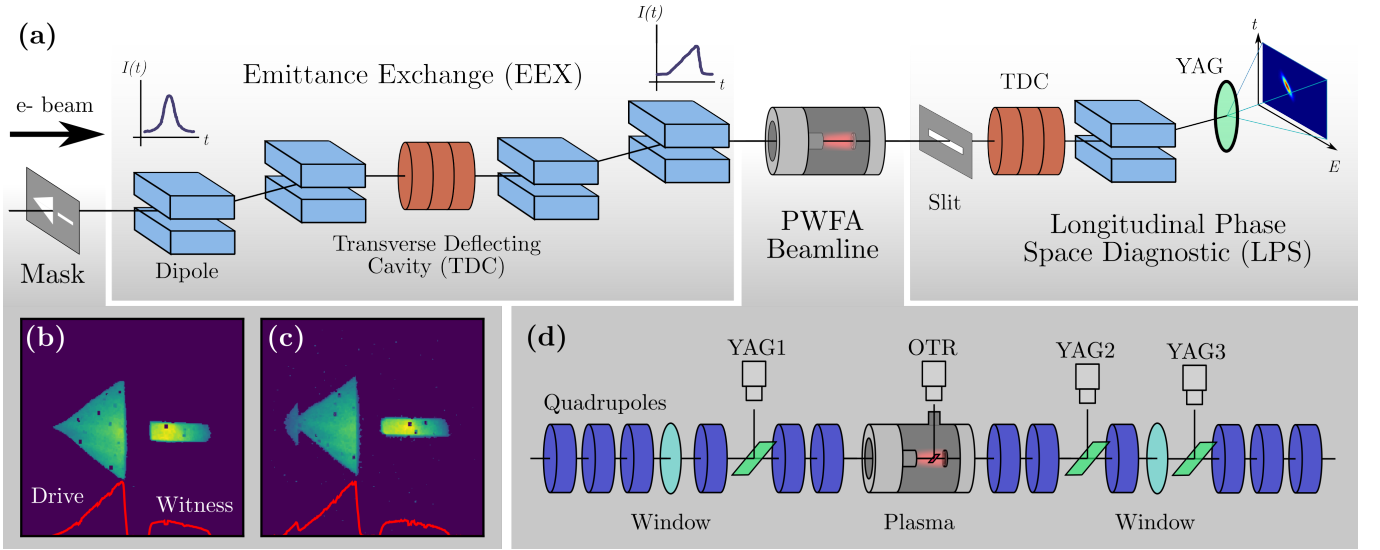 (a)
I(t)
t
e- beam
Emittance Exchange (EEX)
I(t)
t
Mask
Dipole
Transverse Deflecting
Cavity (TDC)
PWFA
Beamline
Slit
TDC
YAG
t
E
Longitudinal Phase
Space Diagnostic (LPS)
(b)
Drive
Witness
(c)
(d)
Quadrupoles
YAG1
OTR
YAG2
YAG3
Window
Plasma
Window